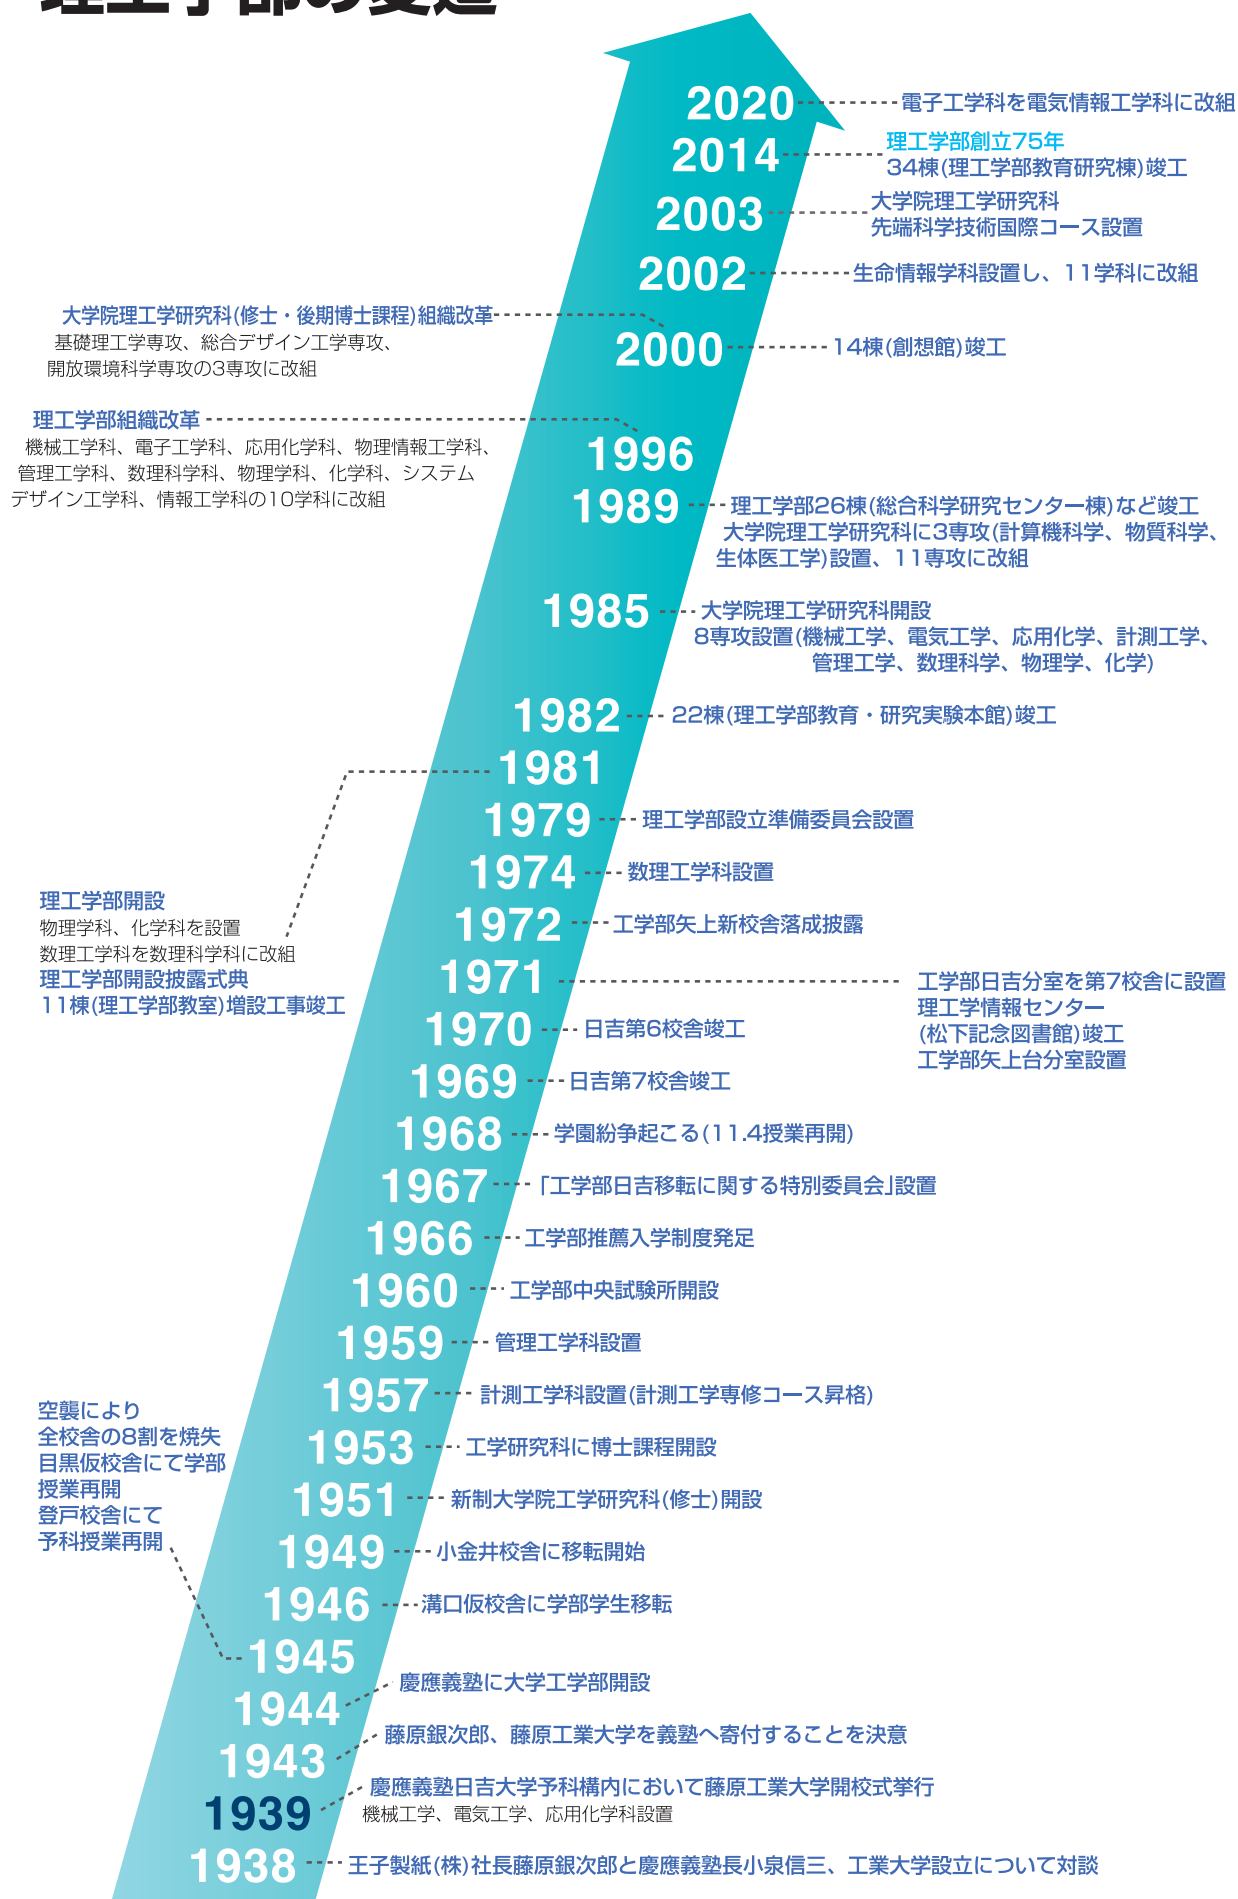 理工学部の変遷
2020
電子工学科を電気情報工学科に改組
2014
理工学部創立75年
34棟(理工学部教育研究棟)竣工
2003
大学院理工学研究科
先端科学技術国際コース設置
2002
生命情報学科設置し、11学科に改組
大学院理工学研究科(修士・後期博士課程)組織改革
基礎理工学専攻、総合デザイン工学専攻、
開放環境科学専攻の3専攻に改組
2000
14棟(創想館)竣工
理工学部組織改革
機械工学科、電子工学科、応用化学科、物理情報工学科、
管理工学科、数理科学科、物理学科、化学科、システム
デザイン工学科、情報工学科の10学科に改組
1996
1989
理工学部26棟(総合科学研究センター棟)など竣工
大学院理工学研究科に3専攻(計算機科学、物質科学、
生体医工学)設置、11専攻に改組
1985
大学院理工学研究科開設
8専攻設置(機械工学、電気工学、応用化学、計測工学、
管理工学、数理科学、物理学、化学)
1982
22棟(理工学部教育・研究実験本館)竣工
1981
理工学部開設
物理学科、化学科を設置
数理工学科を数理科学科に改組
理工学部開設披露式典
11棟(理工学部教室)増設工事竣工
1979
理工学部設立準備委員会設置
1974
数理工学科設置
1972
工学部矢上新校舎落成披露
1971
工学部日吉分室を第7校舎に設置
理工学情報センター
(松下記念図書館)竣工
工学部矢上台分室設置
1970
日吉第6校舎竣工
1969
日吉第7校舎竣工
1968
学園紛争起こる(11.4授業再開)
1967
「工学部日吉移転に関する特別委員会」設置
1966
工学部推薦入学制度発足
1960
工学部中央試験所開設
1959
管理工学科設置
1957
計測工学科設置(計測工学専修コース昇格)
1953
工学研究科に博士課程開設
1951
新制大学院工学研究科(修士)開設
1949
小金井校舎に移転開始
1946
溝口仮校舎に学部学生移転
空襲により
全校舎の8割を焼失
目黒仮校舎にて学部
授業再開
登戸校舎にて
予科授業再開
1945
1944
慶應義塾に大学工学部開設
1943
藤原銀次郎、藤原工業大学を義塾へ寄付することを決意
1939
慶應義塾日吉大学予科構内において藤原工業大学開校式挙行
機械工学、電気工学、応用化学科設置
1938
王子製紙(株)社長藤原銀次郎と慶應義塾長小泉信三、工業大学設立について対談